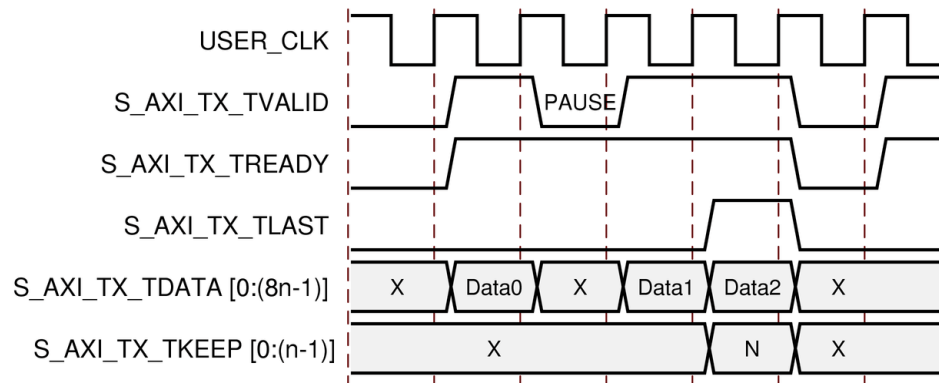 USER_CLK
S_AXI_TX_TVALID PAUSE
S_AXI_TX_TREADY
S_AXI_TX_TLAST
S_AXI_TX_TDATA [0:(8n-1)] X Data0 X Data1 Data2 X
S_AXI_TX_TKEEP [0:(n-1)] X N X